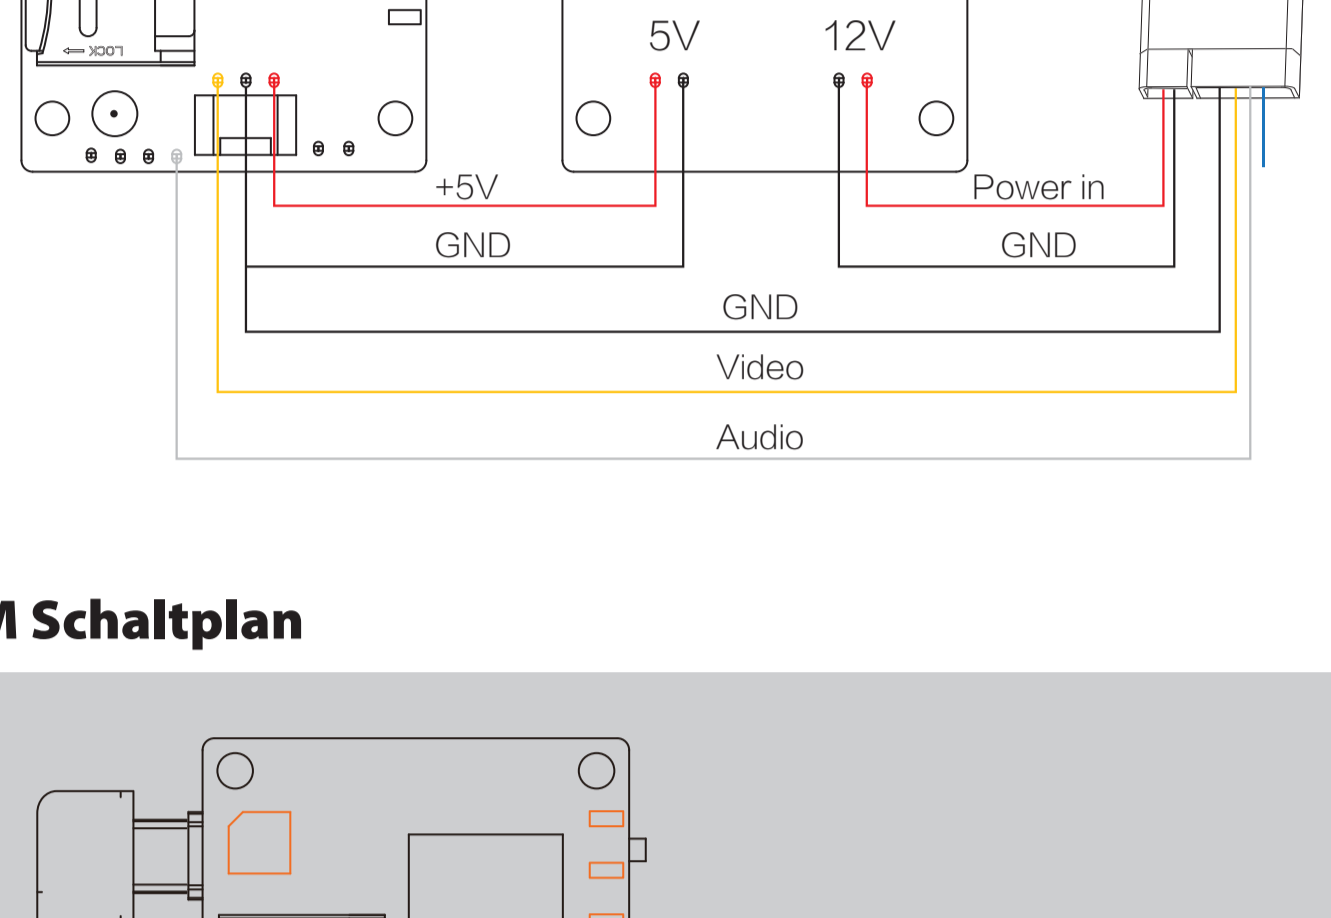 5V 12V
LOCK
+5V Power in
GND GND
GND
Video
Audio
Schaltplan